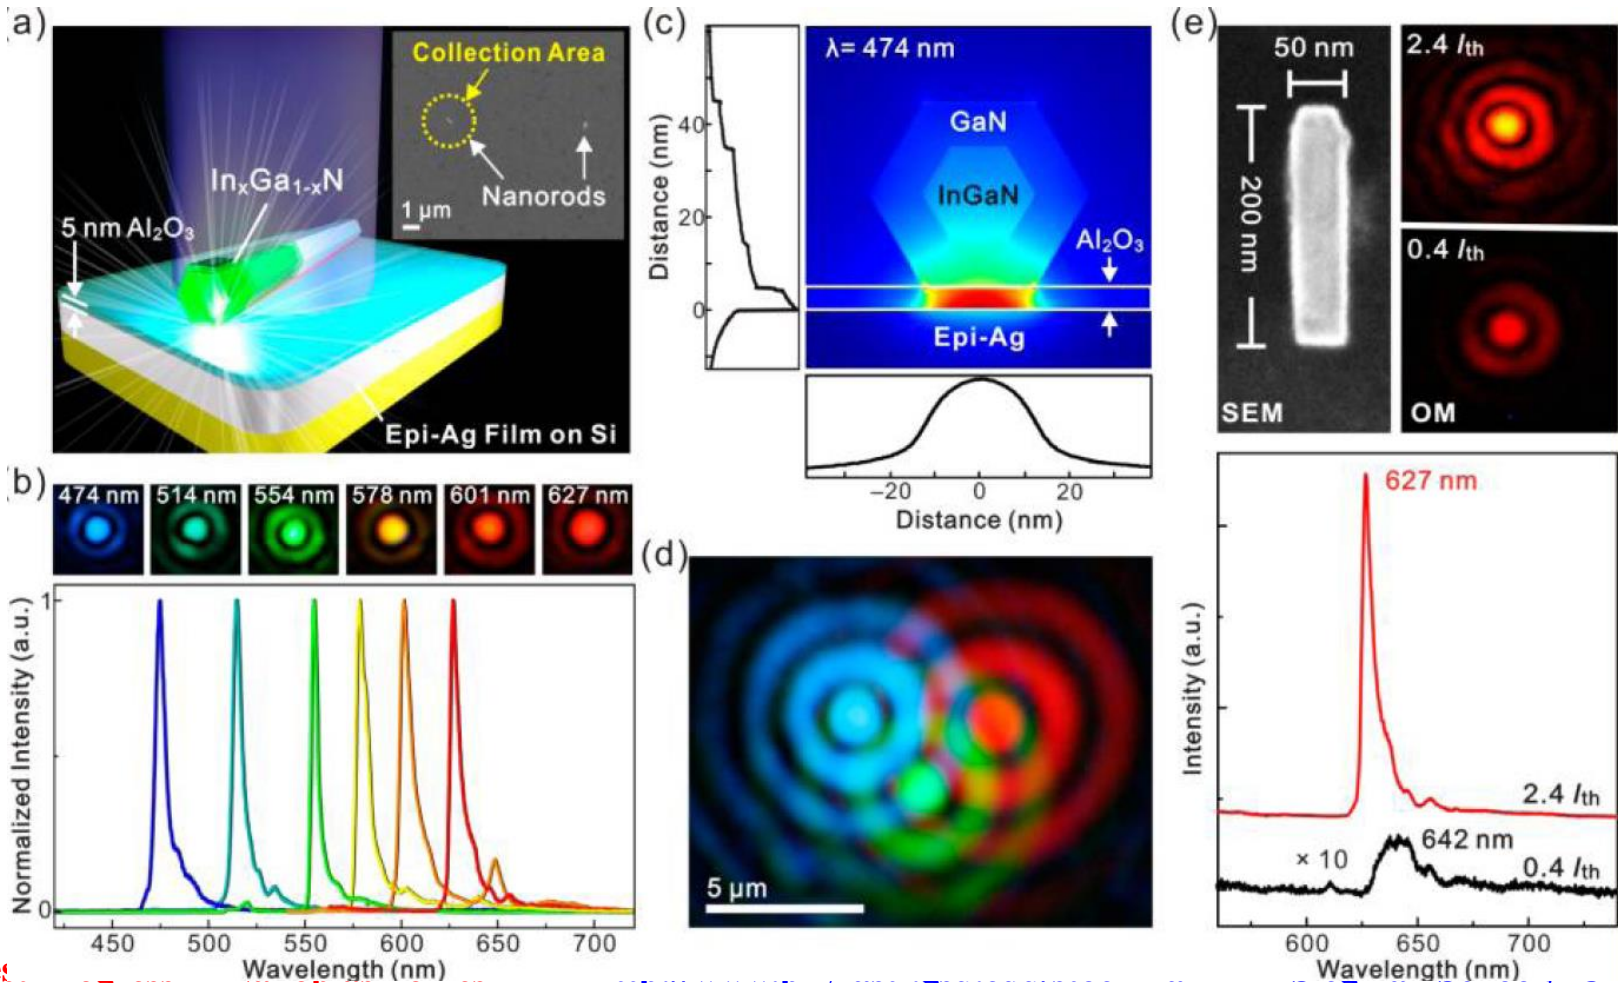 a)
Collection Area
Nanorods
1 μm
InₓGa₁₋ₓN
5 nm Al₂O₃
Epi-Ag Film on Si
b)
474 nm
514 nm
554 nm
578 nm
601 nm
627 nm
Normalized Intensity (a.u.)
1
0
450
500
550
600
650
700
Wavelength (nm)
(c)
Distance (nm)
40
20
0
λ= 474 nm
GaN
InGaN
Al₂O₃
Epi-Ag
−20
0
20
Distance (nm)
(d)
5 μm
(e)
50 nm
200 nm
SEM
2.4 Ith
0.4 Ith
OM
Intensity (a.u.)
627 nm
2.4 Ith
642 nm
× 10
0.4 Ith
600
650
700
Wavelength (nm)